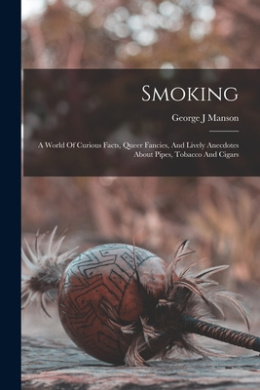 Smoking
A World Of Curious Facts, Queer Fancies, And Lively Anecdotes
About Pipes, Tobacco And Cigars
George J Manson